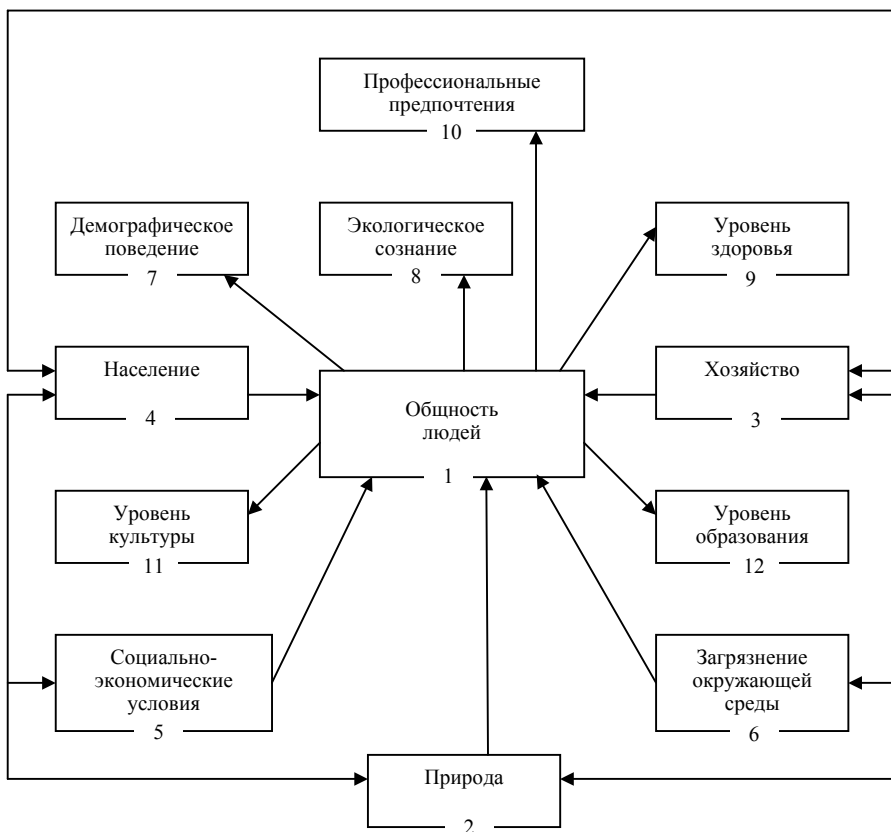 Профессиональные
предпочтения
10
Демографическое
поведение
7
Экологическое
сознание
8
Уровень
здоровья
9
Население
4
Общность
людей
1
Хозяйство
3
Уровень
культуры
11
Уровень
образования
12
Социально-
экономические
условия
5
Загрязнение
окружающей
среды
6
Природа
2